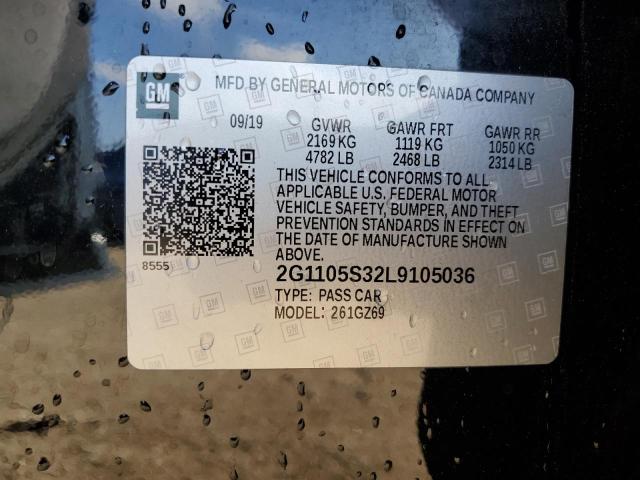 GM MFD BY GENERAL MOTORS OF CANADA COMPANY
09/19 GVWR GAWR FRT GAWR RR
2169 KG 1119 KG 1050 KG
4782 LB 2468 LB 2314 LB
THIS VEHICLE CONFORMS TO ALL
APPLICABLE U.S. FEDERAL MOTOR
VEHICLE SAFETY, BUMPER, AND THEFT
PREVENTION STANDARDS IN EFFECT ON
THE DATE OF MANUFACTURE SHOWN
ABOVE.
8555
2G1105S32L9105036
TYPE: PASS CAR
MODEL: 261GZ69